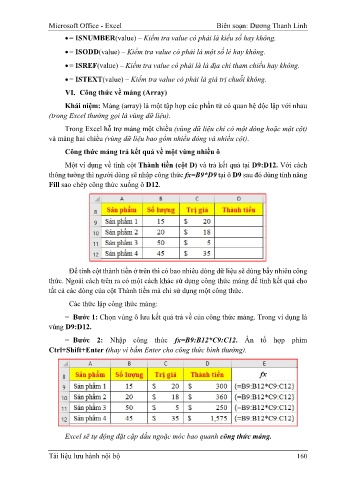 Microsoft Office - Excel Biên soạn: Dương Thanh Linh
• = ISNUMBER(value) – Kiểm tra value có phải là kiểu số hay không.
• = ISODD(value) – Kiểm tra value có phải là một số lẻ hay không.
• = ISREF(value) – Kiểm tra value có phải là là địa chỉ tham chiếu hay không.
• = ISTEXT(value) – Kiểm tra value có phải là giá trị chuỗi không.
VI. Công thức về mảng (Array)
Khái niệm: Mảng (array) là một tập hợp các phần tử có quan hệ độc lập với nhau
(trong Excel thường gọi là vùng dữ liệu).
Trong Excel hỗ trợ mảng một chiều (vùng dữ liệu chỉ có một dòng hoặc một cột)
và mảng hai chiều (vùng dữ liệu bao gồm nhiều dòng và nhiều cột).
Công thức mảng trả kết quả về một vùng nhiều ô
Một ví dụng về tính cột Thành tiền (cột D) và trả kết quả tại D9:D12. Với cách
thông tường thì người dùng sẽ nhập công thức fx=B9*D9 tại ô D9 sau đó dùng tính năng
Fill sao chép công thức xuống ô D12.
A B C D
8 Sản phẩm Số lượng Trị giá Thành tiền
9 Sản phẩm 1 15 $ 20
10 Sản phẩm 2 20 $ 18
11 Sản phẩm 3 50 $ 5
12 Sản phẩm 4 45 $ 35
Để tính cột thành tiền ở trên thì có bao nhiêu dòng dữ liệu sẽ dùng bấy nhiên công
thức. Ngoài cách trên ra có một cách khác sử dụng công thức mảng để tính kết quả cho
tất cả các dòng của cột Thành tiền mà chỉ sử dụng một công thức.
Các thức lập công thức mảng:
= Bước 1: Chọn vùng ô lưu kết quả trả về của công thức mảng. Trong ví dụng là
vùng D9:D12.
= Bước 2: Nhập công thức fx=B9:B12*C9:C12. Ấn tổ hợp phím
Ctrl+Shift+Enter (thay vì bấm Enter cho công thức bình thường).
A B C D E
8 Sản phẩm Số lượng Trị giá Thành tiền fx
9 Sản phẩm 1 15 $ 20 $ 300 {=B9:B12*C9:C12}
10 Sản phẩm 2 20 $ 18 $ 360 {=B9:B12*C9:C12}
11 Sản phẩm 3 50 $ 5 $ 250 {=B9:B12*C9:C12}
12 Sản phẩm 4 45 $ 35 $ 1,575 {=B9:B12*C9:C12}
Excel sẽ tự động đặt cặp dấu ngoặc móc bao quanh công thức mảng.
Tài liệu lưu hành nội bộ 160